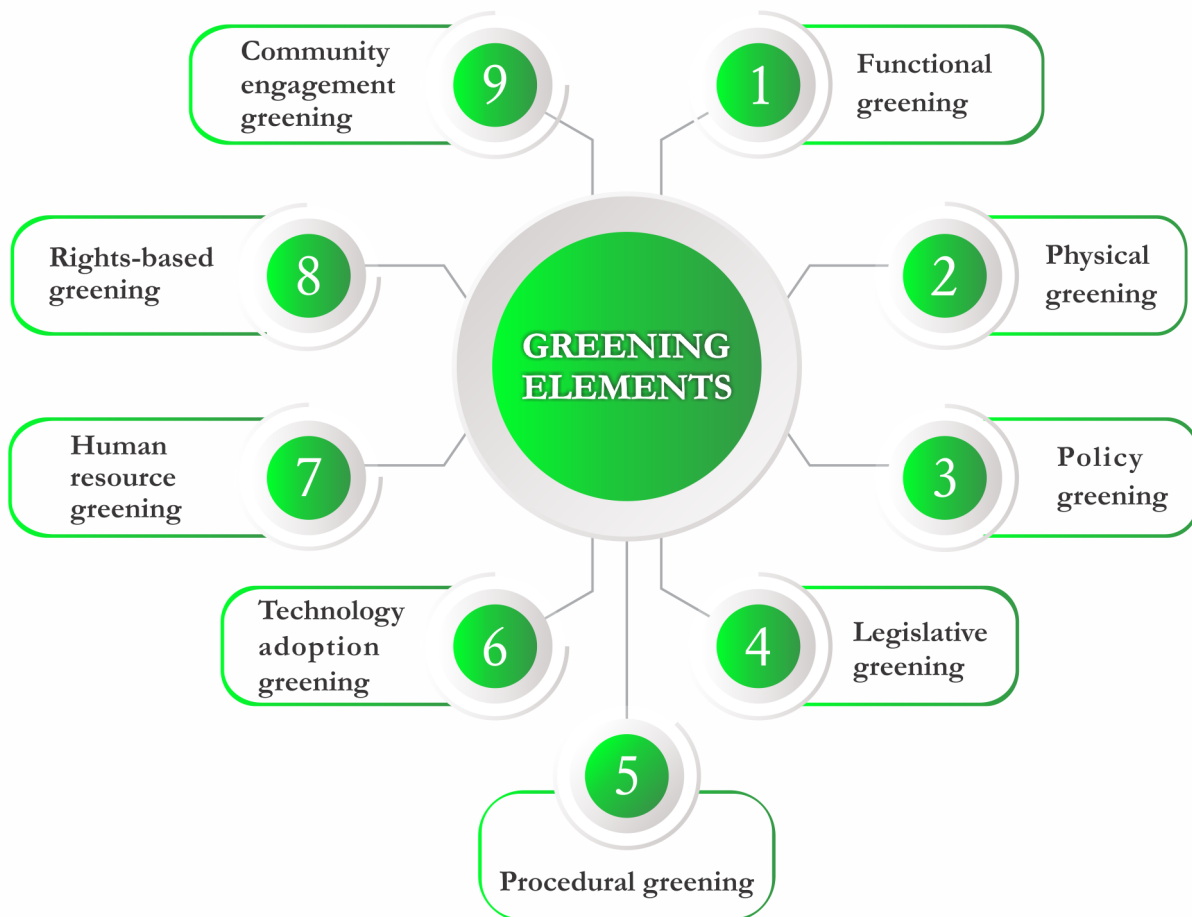 GREENING
ELEMENTS
1
Functional
greening
2
Physical
greening
3
Policy
greening
4
Legislative
greening
5
Procedural greening
6
Technology
adoption
greening
7
Human
resource
greening
8
Rights-based
greening
9
Community
engagement
greening